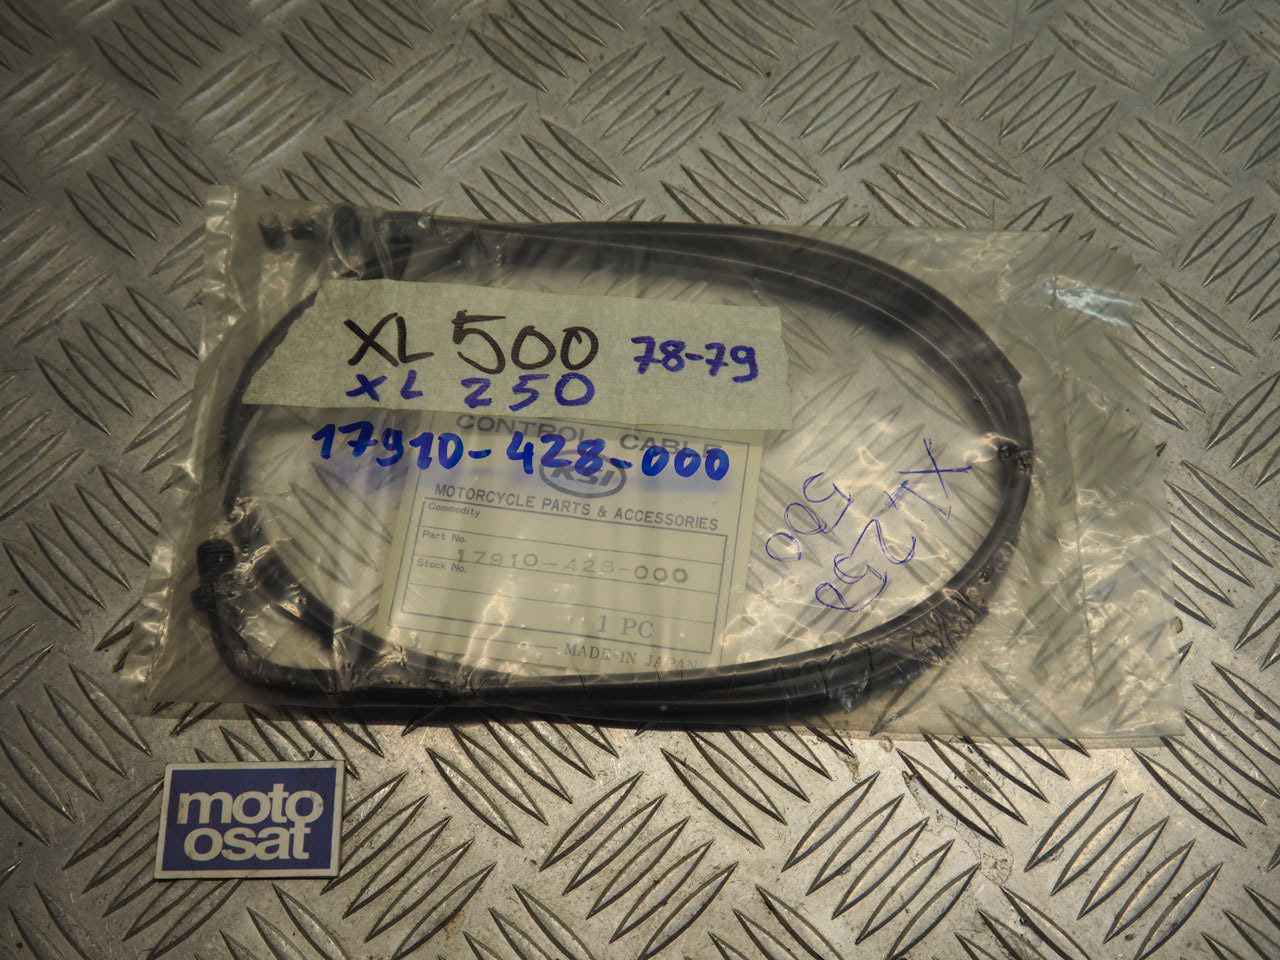 XL 500 78-79
XL 250
17910-428-000
CONTROL CABLE
KSI
MOTORCYCLE PARTS & ACCESSORIES
Commodity
Part No.
17910-428-000
Stock No.
1 PC
MADE IN JAPAN
XL 250
500
moto
osat